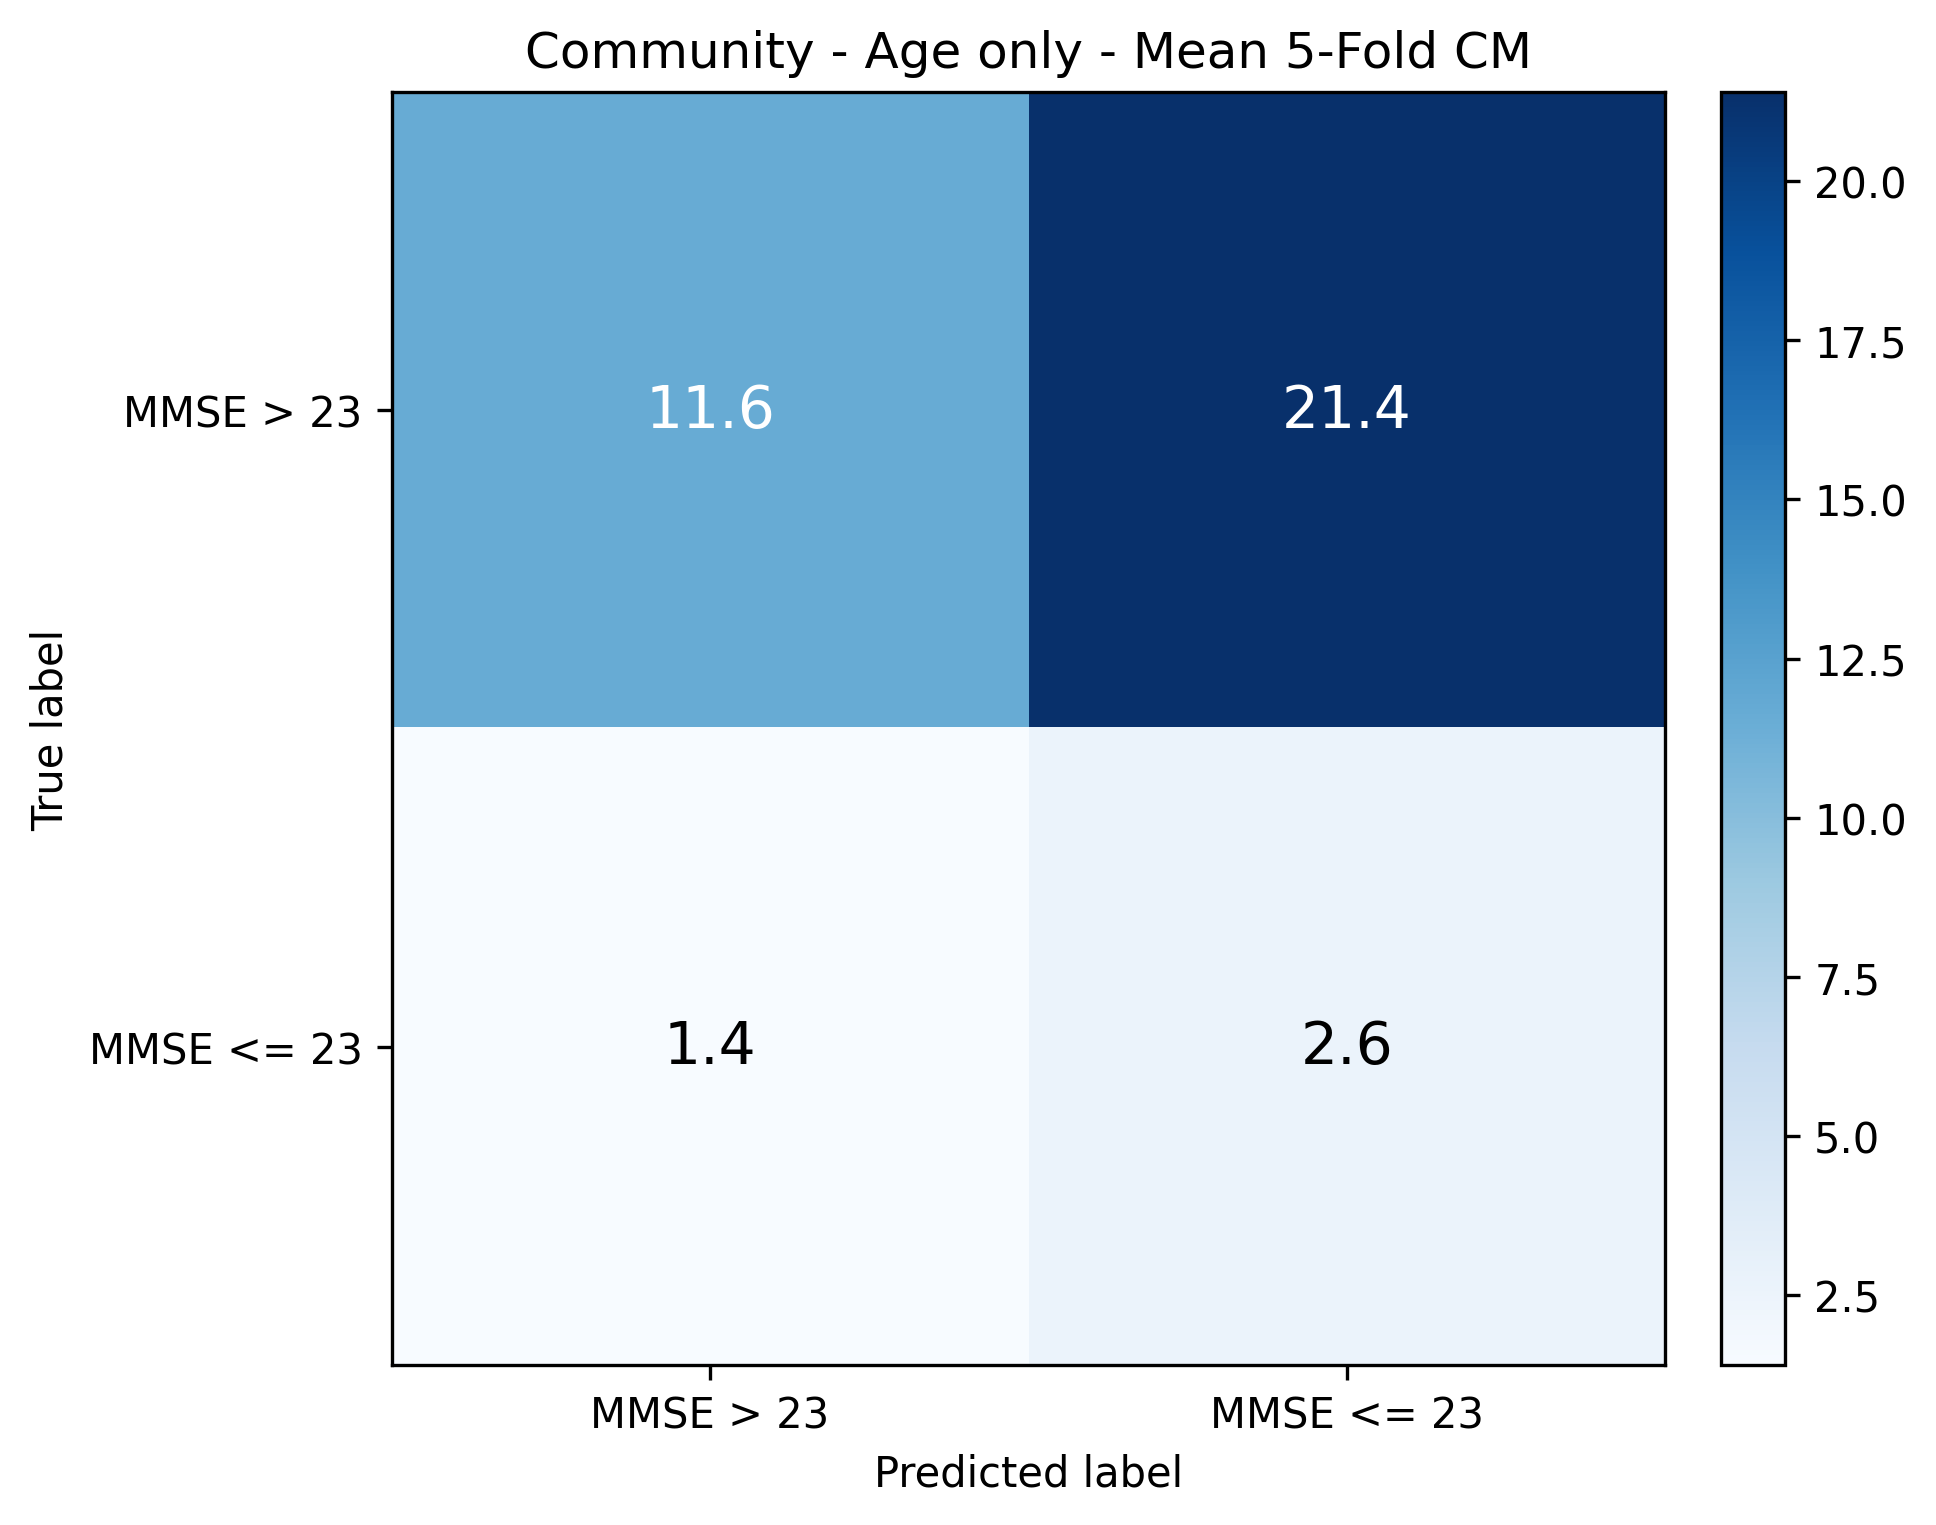 Community - Age only - Mean 5-Fold CM
True label
MMSE > 23
MMSE <= 23
11.6
21.4
1.4
2.6
MMSE > 23
MMSE <= 23
Predicted label
20.0
17.5
15.0
12.5
10.0
7.5
5.0
2.5